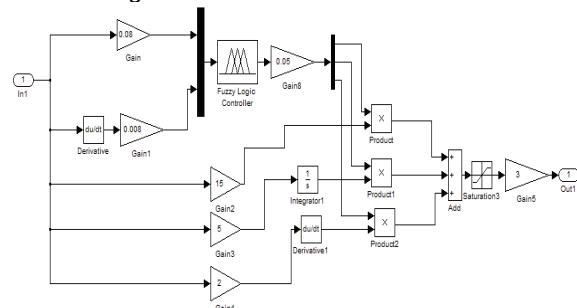 0.08
Gain
1
In1
du/dt
Derivative
0.008
Gain1
Fuzzy Logic
Controller
0.05
Gain8
15
Gain2
5
Gain3
2
1
s
Integrator1
du/dt
Derivative1
X
Product
X
Product1
X
Product2
+
+
+
Add
Saturation3
3
Gain5
1
Out1